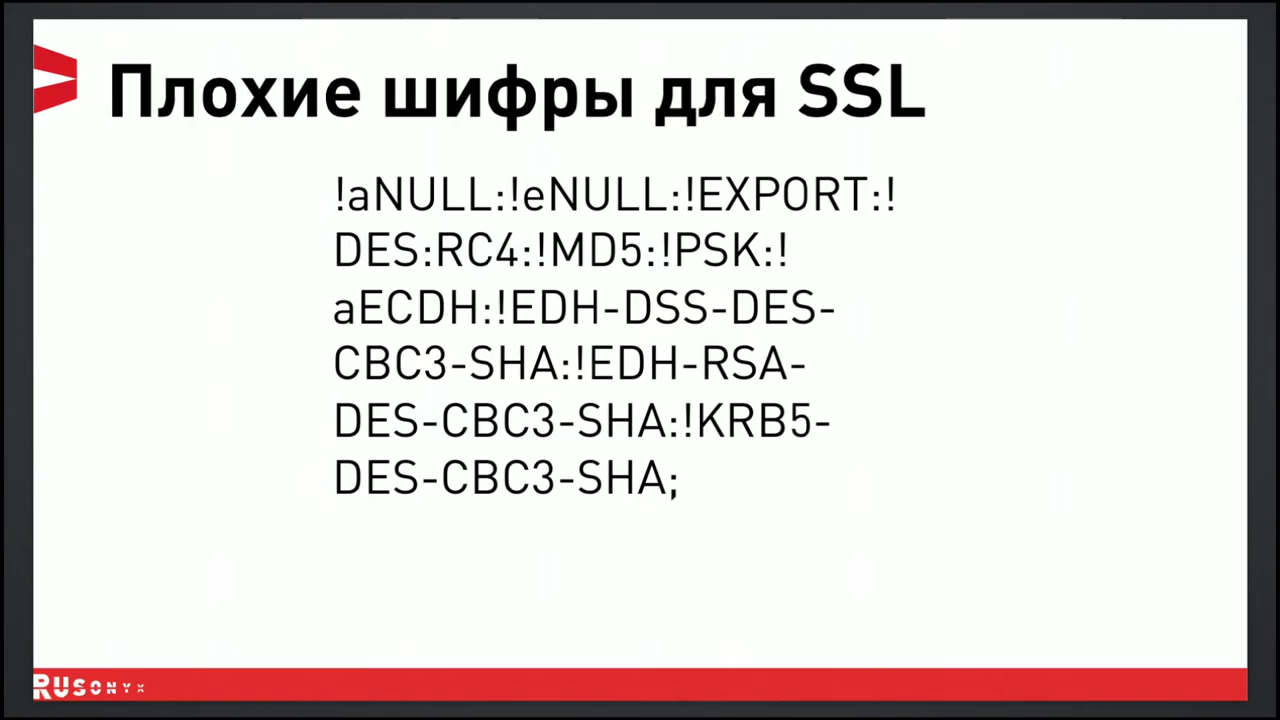 Плохие шифры для SSL
!aNULL:!eNULL:!EXPORT:!
DES:RC4:!MD5:!PSK:!
aECDH:!EDH-DSS-DES-
CBC3-SHA:!EDH-RSA-
DES-CBC3-SHA:!KRB5-
DES-CBC3-SHA;
RUSONYX